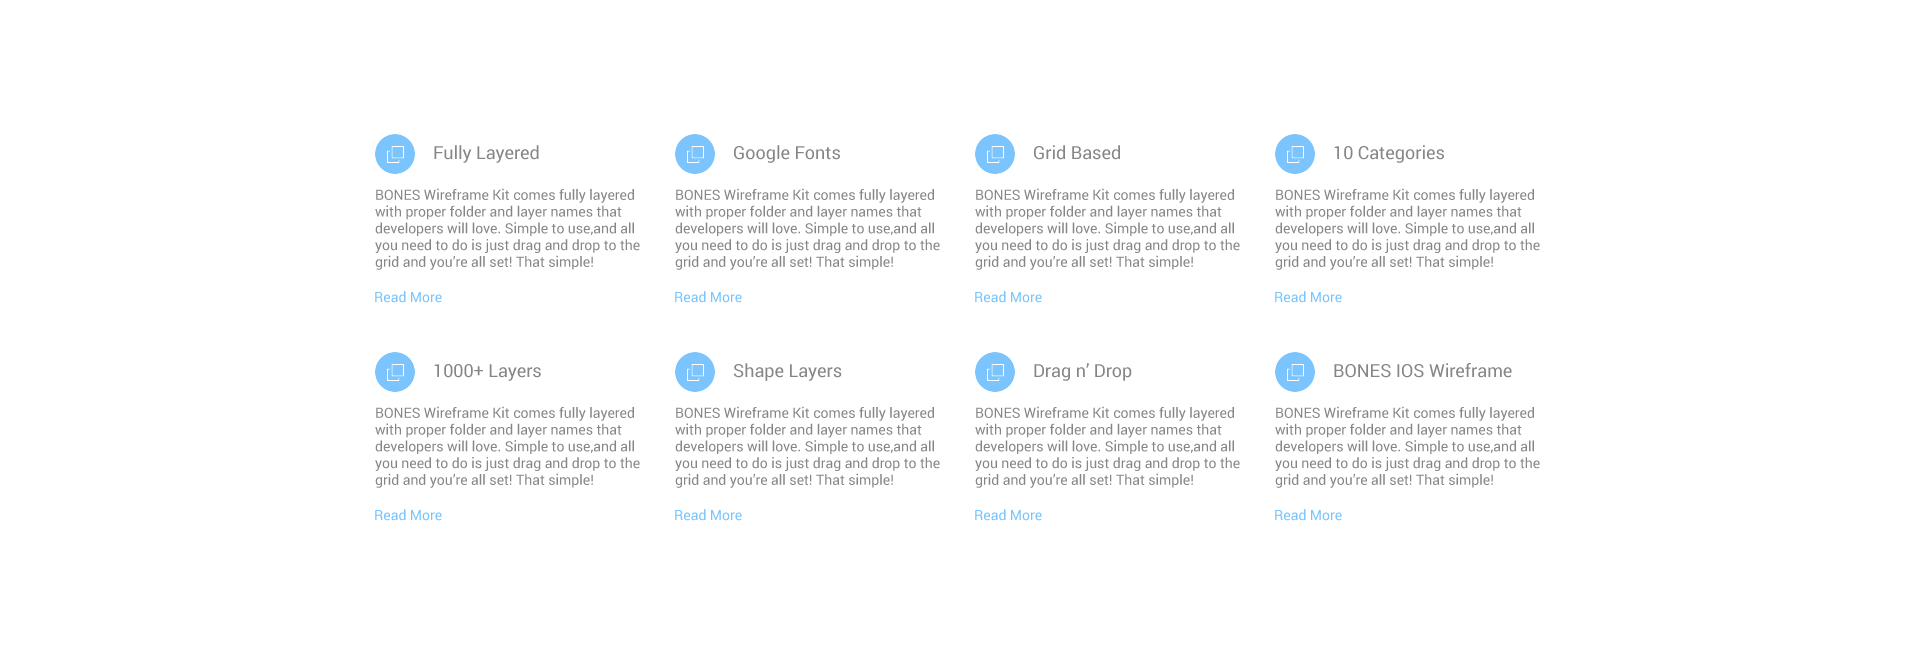 Fully Layered
BONES Wireframe Kit comes fully layered
with proper folder and layer names that
developers will love. Simple to use,and all
you need to do is just drag and drop to the
grid and you’re all set! That simple!
Read More
Google Fonts
BONES Wireframe Kit comes fully layered
with proper folder and layer names that
developers will love. Simple to use,and all
you need to do is just drag and drop to the
grid and you’re all set! That simple!
Read More
Grid Based
BONES Wireframe Kit comes fully layered
with proper folder and layer names that
developers will love. Simple to use,and all
you need to do is just drag and drop to the
grid and you’re all set! That simple!
Read More
10 Categories
BONES Wireframe Kit comes fully layered
with proper folder and layer names that
developers will love. Simple to use,and all
you need to do is just drag and drop to the
grid and you’re all set! That simple!
Read More
1000+ Layers
BONES Wireframe Kit comes fully layered
with proper folder and layer names that
developers will love. Simple to use,and all
you need to do is just drag and drop to the
grid and you’re all set! That simple!
Read More
Shape Layers
BONES Wireframe Kit comes fully layered
with proper folder and layer names that
developers will love. Simple to use,and all
you need to do is just drag and drop to the
grid and you’re all set! That simple!
Read More
Drag n’ Drop
BONES Wireframe Kit comes fully layered
with proper folder and layer names that
developers will love. Simple to use,and all
you need to do is just drag and drop to the
grid and you’re all set! That simple!
Read More
BONES IOS Wireframe
BONES Wireframe Kit comes fully layered
with proper folder and layer names that
developers will love. Simple to use,and all
you need to do is just drag and drop to the
grid and you’re all set! That simple!
Read More